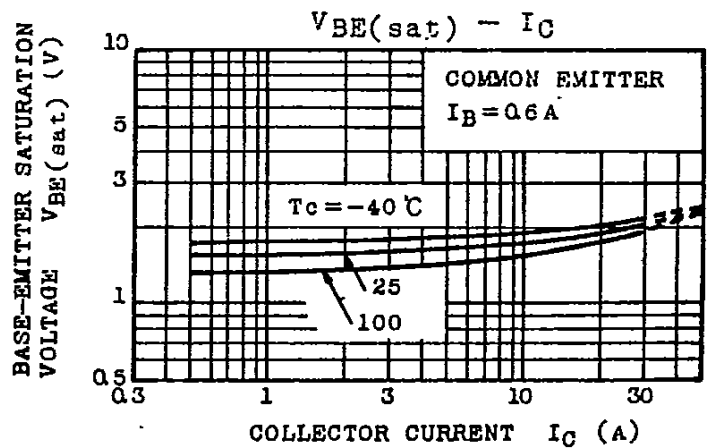 VBE(sat) – IC
BASE-EMITTER SATURATION
VOLTAGE VBE(sat) (V)
10
5
3
1
0.5
COMMON EMITTER
IB=0.6A
Tc=-40℃
25
100
0.3
1
3
10
30
COLLECTOR CURRENT IC (A)